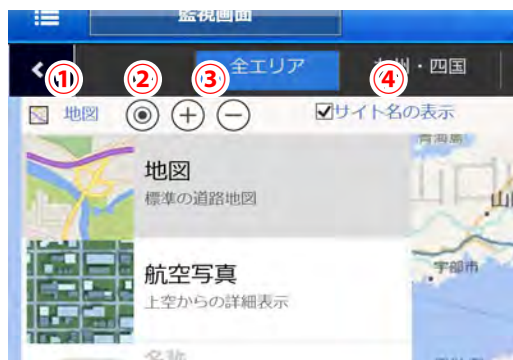 監視画面
全エリア
州・四国
① ② ③ ④
地図
サイト名の表示
青海島
地図
標準の道路地図
山
宇部市
航空写真
上空からの詳細表示